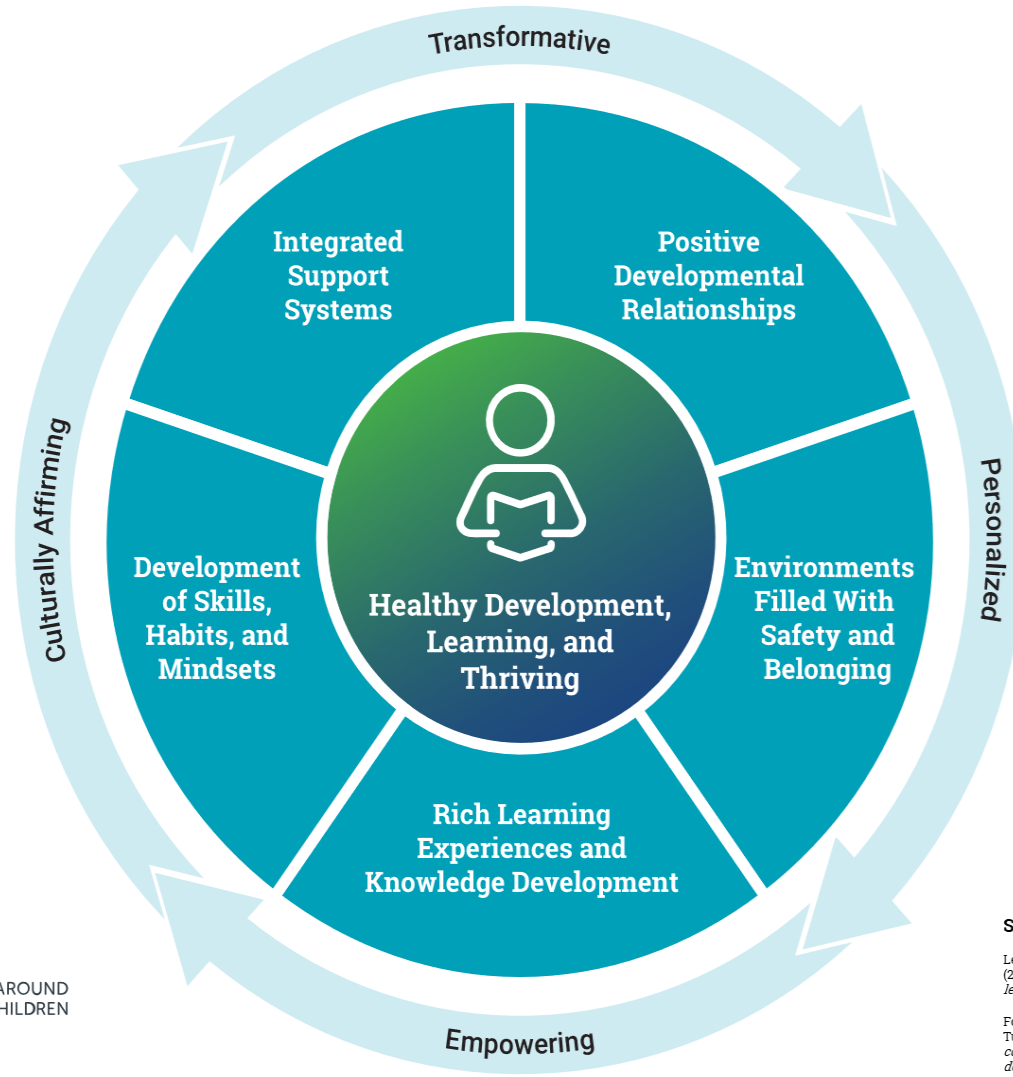 Transformative
Integrated
Support
Systems
Positive
Developmental
Relationships
Culturally Affirming
Personalized
Development
of Skills,
Habits, and
Mindsets
Healthy Development,
Learning, and
Thriving
Environments
Filled With
Safety and
Belonging
Rich Learning
Experiences and
Knowledge Development
Empowering
AROUND
HILDREN